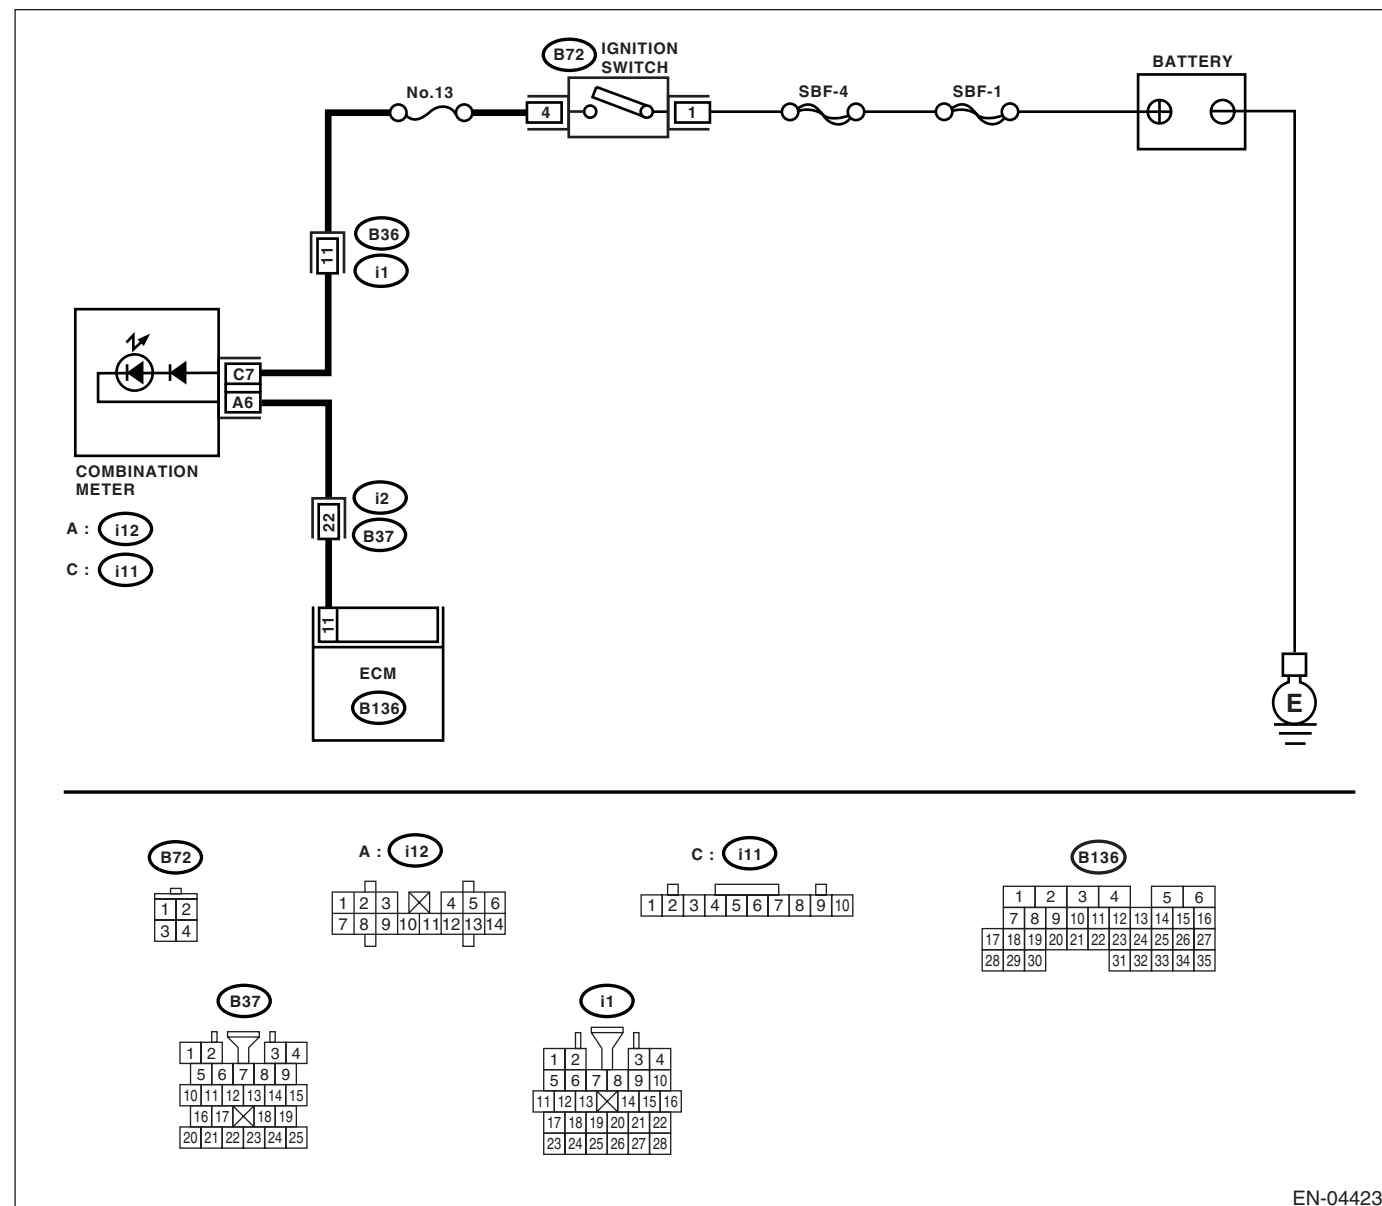 B72 IGNITION
SWITCH
BATTERY
No.13
SBF-4
SBF-1
4
1
11
B36
i1
C7
A6
COMBINATION
METER
A : i12
C : i11
22
i2
B37
11
ECM
B136
E
B72
1 2
3 4
A : i12
1 2 3 4 5 6
7 8 9 10 11 12 13 14
C : i11
1 2 3 4 5 6 7 8 9 10
B136
1 2 3 4 5 6
7 8 9 10 11 12 13 14 15 16
17 18 19 20 21 22 23 24 25 26 27
28 29 30 31 32 33 34 35
B37
1 2 3 4
5 6 7 8 9
10 11 12 13 14 15
16 17 18 19
20 21 22 23 24 25
i1
1 2 3 4
5 6 7 8 9 10
11 12 13 14 15 16
17 18 19 20 21 22
23 24 25 26 27 28
EN-04423